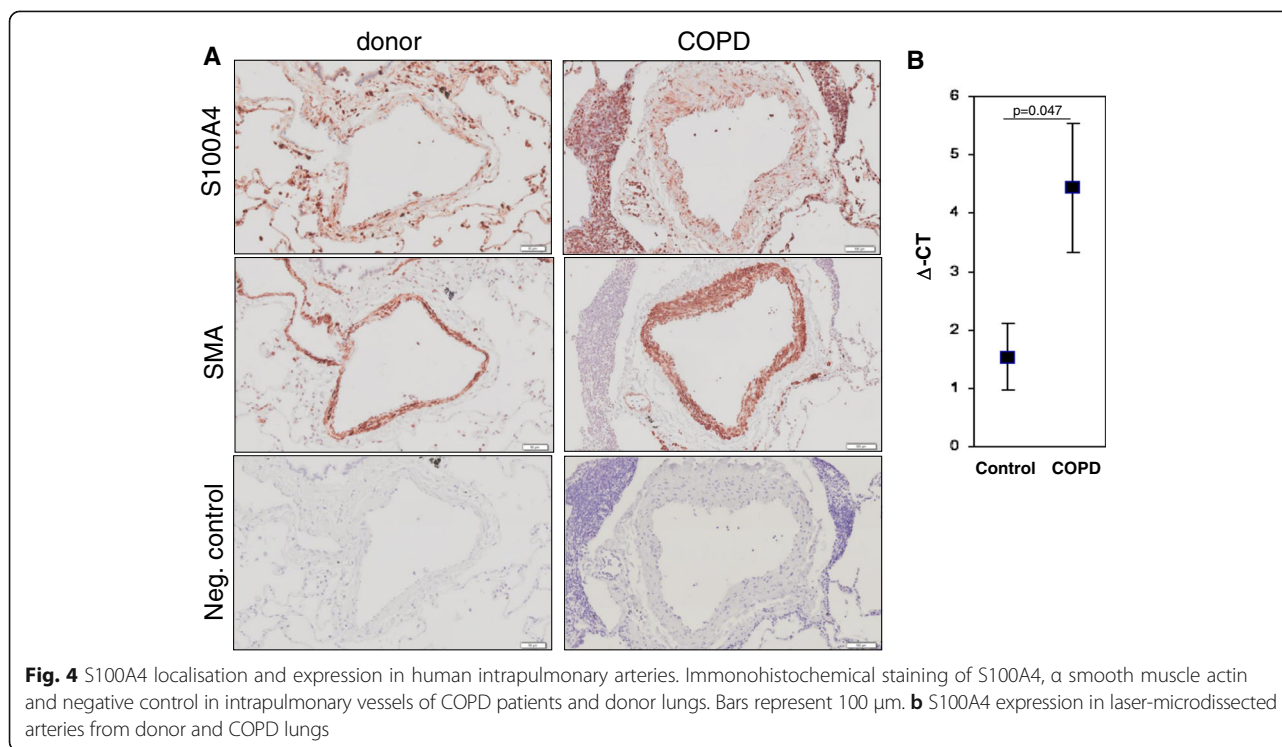 donor
COPD
A
S100A4
SMA
Neg. control
B
6
5
4
3
2
1
0
Δ-CT
p=0.047
Control COPD
Fig. 4 S100A4 localisation and expression in human intrapulmonary arteries. Immonohistochemical staining of S100A4, α smooth muscle actin
and negative control in intrapulmonary vessels of COPD patients and donor lungs. Bars represent 100 μm. b S100A4 expression in laser-microdissected
arteries from donor and COPD lungs